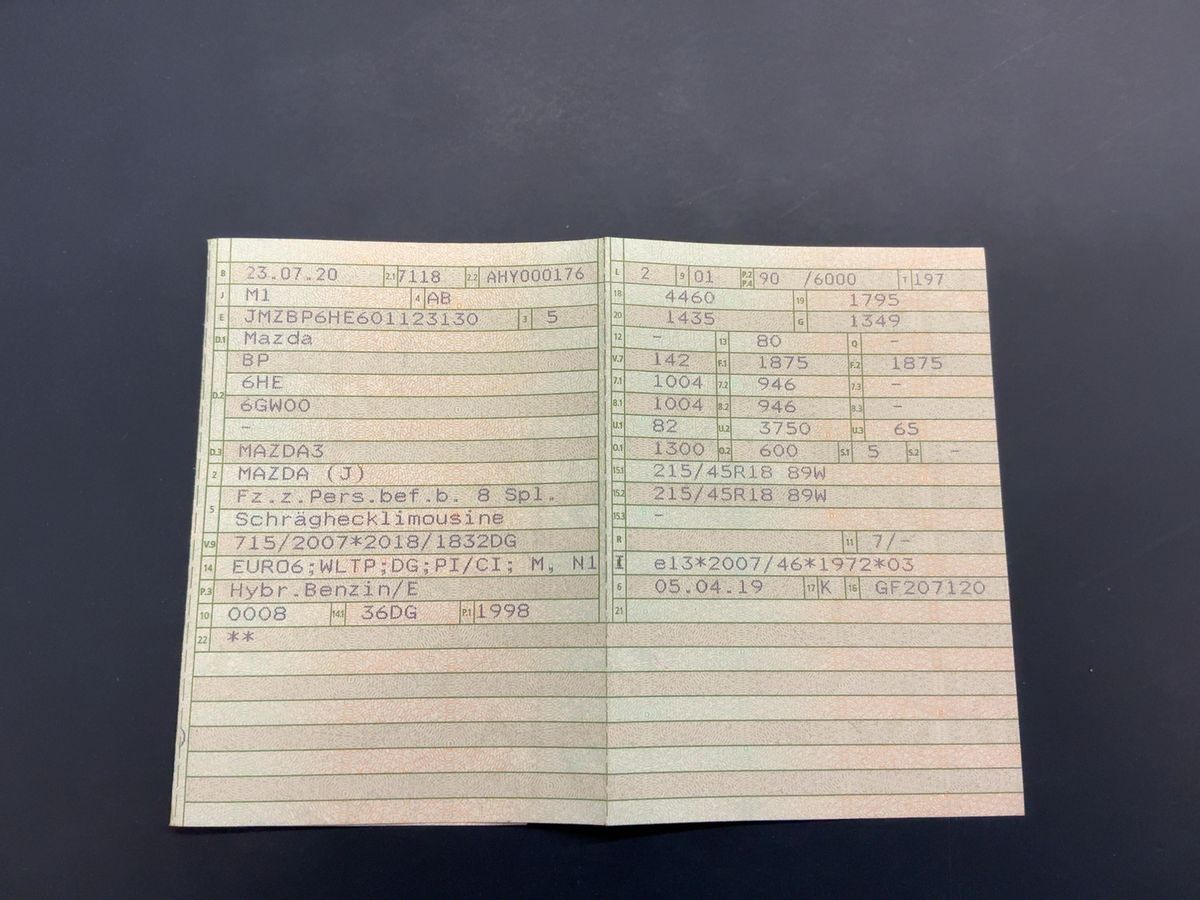 B 23.07.20 2.1 7118 2.2 AHY000176
J M1 4 AB
E JMZBP6HE601123130 3 5
D.1 Mazda
D.2 BP
6HE
6GW00
-
D.3 MAZDA3
2 MAZDA (J)
5 Fz.z.Pers.bef.b. 8 Spl.
Schräghecklimousine
V.9 715/2007*2018/1832DG
14 EURO6;WLTP;DG;PI/CI; M, N1 I
P.3 Hybr.Benzin/E
10 0008 14.1 36DG P.1 1998
22 **
L 2 9 01 P.2 P.4 90 /6000 T 197
18 4460 19 1795
20 1435 G 1349
12 - 13 80 Q -
V.7 142 F.1 1875 F.2 1875
7.1 1004 7.2 946 7.3 -
8.1 1004 8.2 946 8.3 -
U.1 82 U.2 3750 U.3 65
O.1 1300 O.2 600 S.1 5 S.2 -
15.1 215/45R18 89W
15.2 215/45R18 89W
15.3 -
R 11 7/-
K e13*2007/46*1972*03
6 05.04.19 17 K 16 GF207120
21